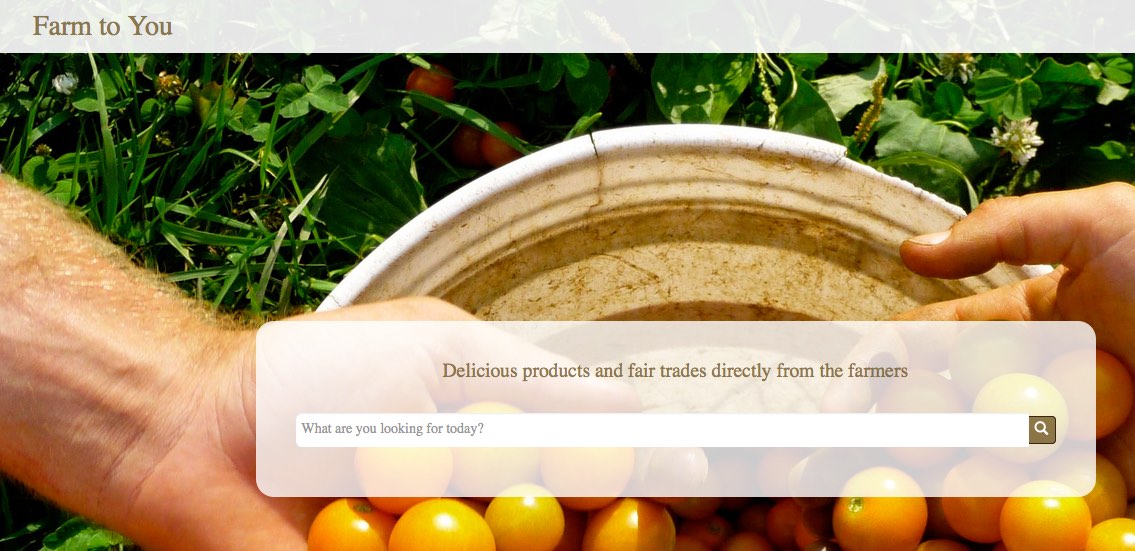 Farm to You
Delicious products and fair trades directly from the farmers
What are you looking for today?